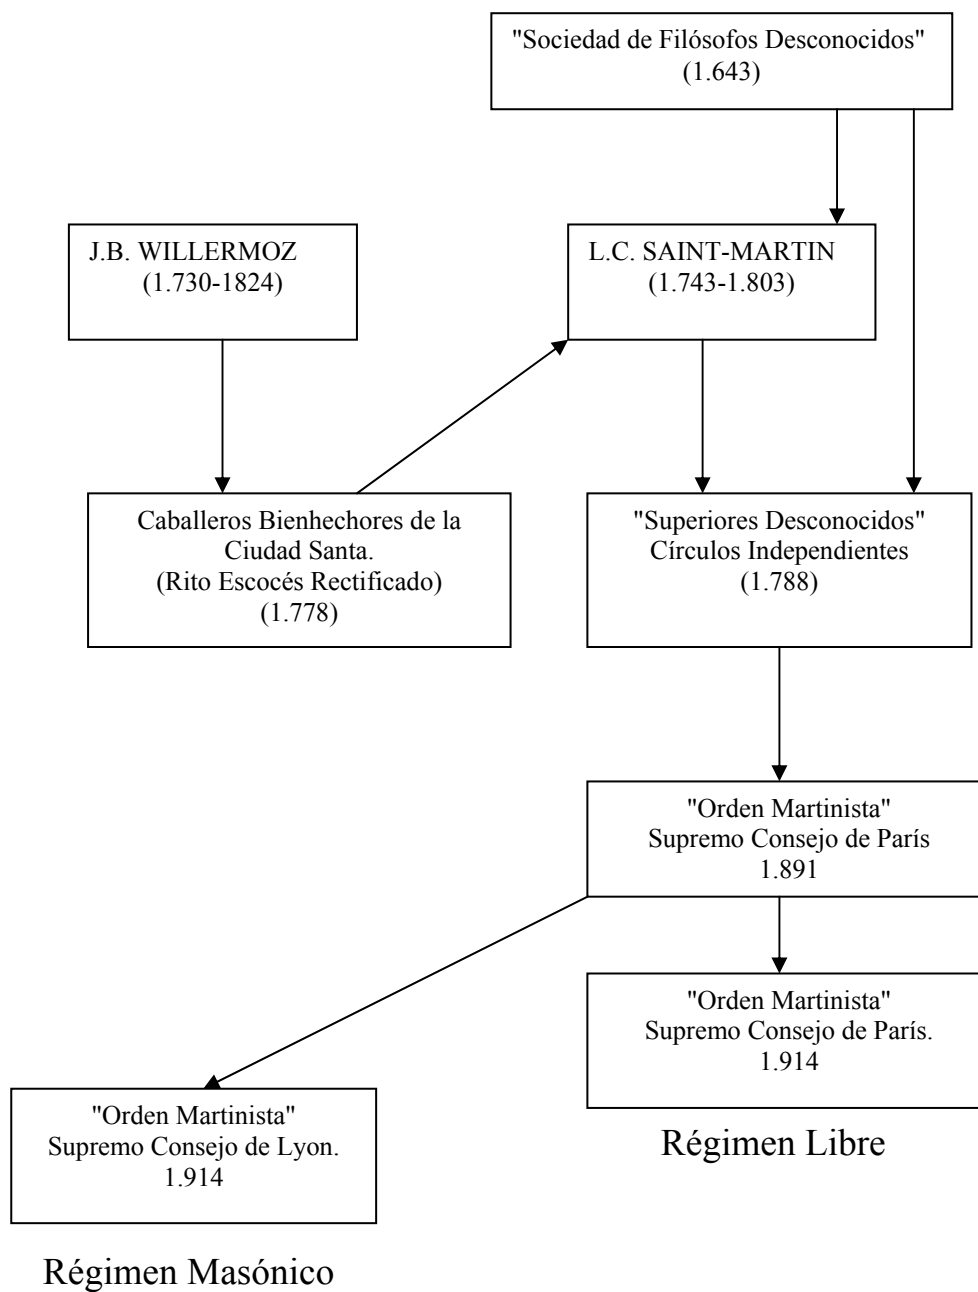 "Sociedad de Filósofos Desconocidos"
(1.643)
J.B. WILLERMOZ
(1.730-1824)
L.C. SAINT-MARTIN
(1.743-1.803)
Caballeros Bienhechores de la
Ciudad Santa.
(Rito Escocés Rectificado)
(1.778)
"Superiores Desconocidos"
Círculos Independientes
(1.788)
"Orden Martinista"
Supremo Consejo de París
1.891
"Orden Martinista"
Supremo Consejo de París.
1.914
Régimen Libre
"Orden Martinista"
Supremo Consejo de Lyon.
1.914
Régimen Masónico